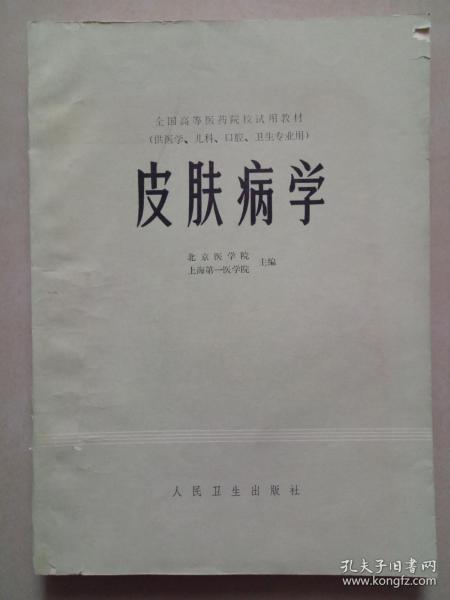 全国高等医药院校试用教材
（供医学、儿科、口腔、卫生专业用）
皮肤病学
北京医学院
上海第一医学院 主编
人民卫生出版社
孔夫子旧书网
www.kongfz.com